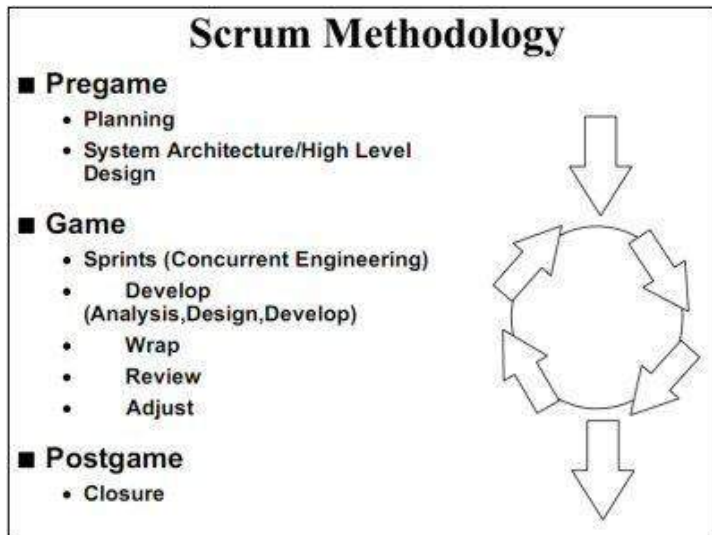 Scrum Methodology
■ Pregame
• Planning
• System Architecture/High Level
Design
■ Game
• Sprints (Concurrent Engineering)
• Develop
(Analysis,Design,Develop)
• Wrap
• Review
• Adjust
■ Postgame
• Closure